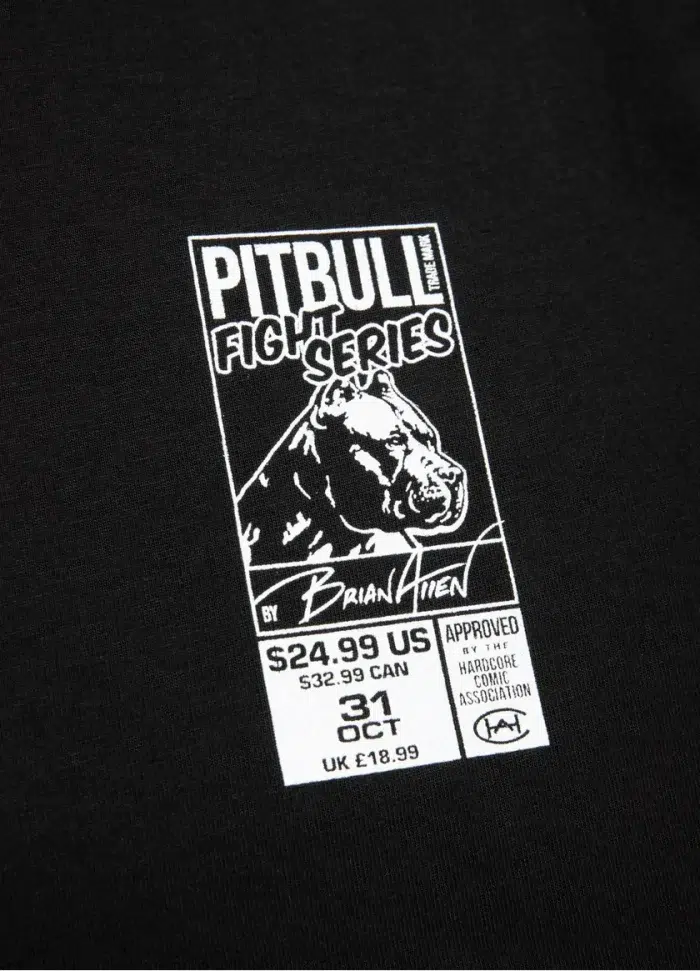 PITBULL
TRADE MARK
FIGHT
SERIES
BY BRIAN AllEN
$24.99 US
$32.99 CAN
31
OCT
UK £18.99
APPROVED
BY THE
HARDCORE
COMIC
ASSOCIATION
CHA